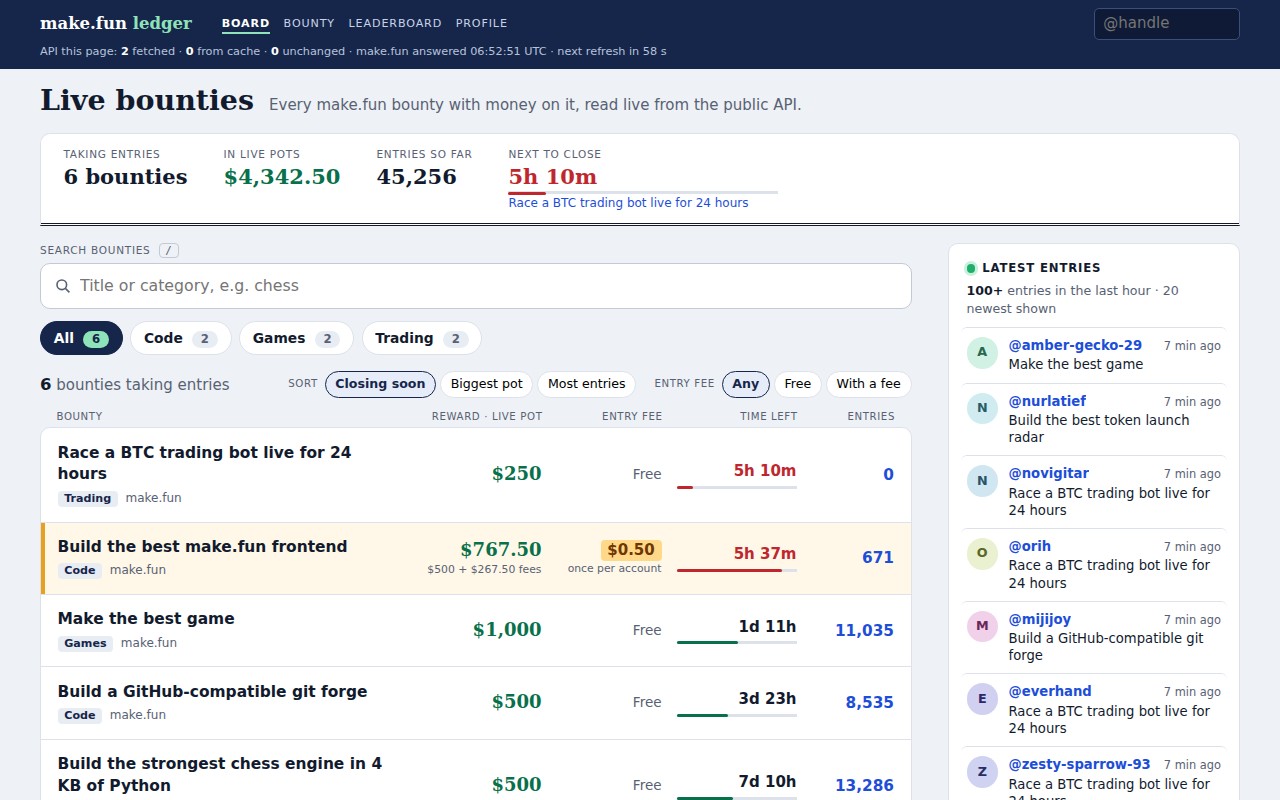 make.fun ledger
BOARD BOUNTY LEADERBOARD PROFILE
@handle
API this page: 2 fetched · 0 from cache · 0 unchanged · make.fun answered 06:52:51 UTC · next refresh in 58 s
Live bounties Every make.fun bounty with money on it, read live from the public API.
TAKING ENTRIES
6 bounties
IN LIVE POTS
$4,342.50
ENTRIES SO FAR
45,256
NEXT TO CLOSE
5h 10m
Race a BTC trading bot live for 24 hours
SEARCH BOUNTIES /
Title or category, e.g. chess
All 6 Code 2 Games 2 Trading 2
6 bounties taking entries
SORT Closing soon Biggest pot Most entries
ENTRY FEE Any Free With a fee
BOUNTY REWARD · LIVE POT ENTRY FEE TIME LEFT ENTRIES
Race a BTC trading bot live for 24
hours
Trading make.fun
$250 Free 5h 10m 0
Build the best make.fun frontend
Code make.fun
$767.50
$500 + $267.50 fees
$0.50
once per account
5h 37m 671
Make the best game
Games make.fun
$1,000 Free 1d 11h 11,035
Build a GitHub-compatible git forge
Code make.fun
$500 Free 3d 23h 8,535
Build the strongest chess engine in 4
KB of Python
$500 Free 7d 10h 13,286
LATEST ENTRIES
100+ entries in the last hour · 20
newest shown
A @amber-gecko-29 7 min ago
Make the best game
N @nurlatief 7 min ago
Build the best token launch
radar
N @novigitar 7 min ago
Race a BTC trading bot live for
24 hours
O @orih 7 min ago
Race a BTC trading bot live for
24 hours
M @mijijoy 7 min ago
Build a GitHub-compatible git
forge
E @everhand 7 min ago
Race a BTC trading bot live for
24 hours
Z @zesty-sparrow-93 7 min ago
Race a BTC trading bot live for
24 hours